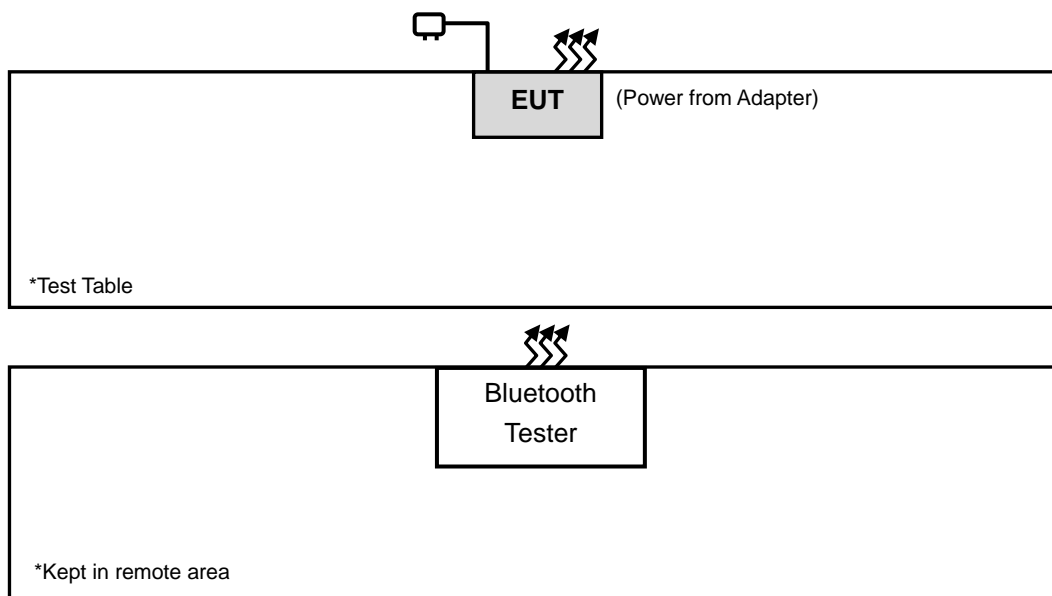 EUT
(Power from Adapter)
*Test Table
Bluetooth
Tester
*Kept in remote area